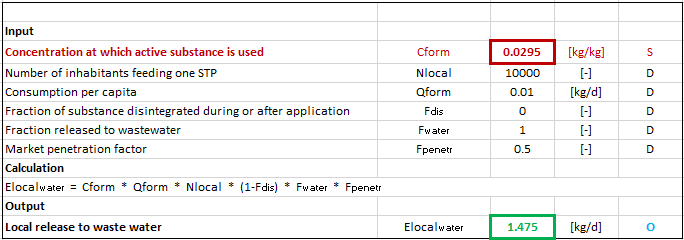 Input
Concentration at which active substance is used Cform 0.0295 [kg/kg] S
Number of inhabitants feeding one STP Nlocal 10000 [-] D
Consumption per capita Qform 0.01 [kg/d] D
Fraction of substance disintegrated during or after application Fdis 0 [-] D
Fraction released to wastewater Fwater 1 [-] D
Market penetration factor Fpenetr 0.5 [-] D
Calculation
Elocalwater = Cform * Qform * Nlocal * (1-Fdis) * Fwater * Fpenetr
Output
Local release to waste water Elocalwater 1.475 [kg/d] O